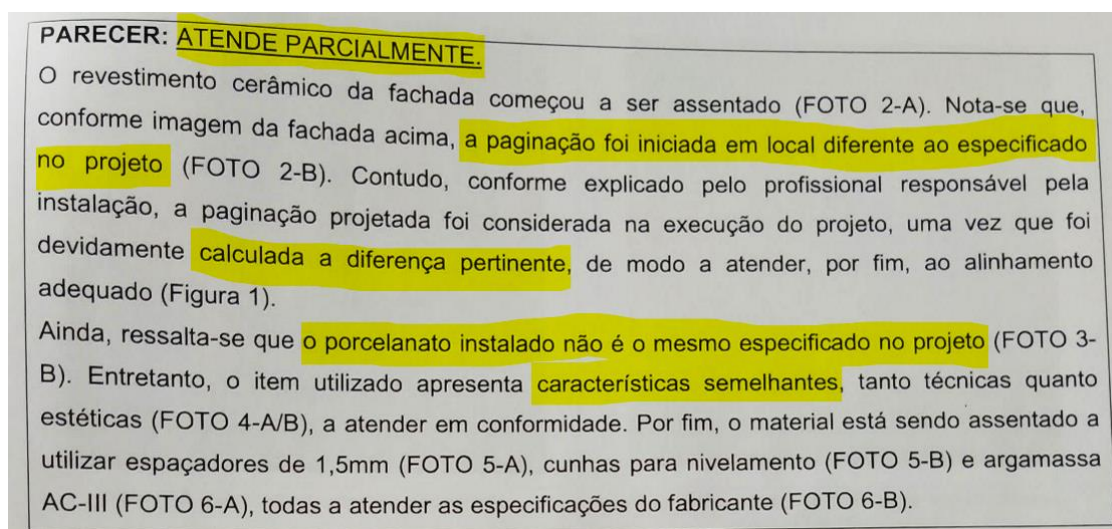 PARECER: ATENDE PARCIALMENTE.
O revestimento cerâmico da fachada começou a ser assentado (FOTO 2-A). Nota-se que,
conforme imagem da fachada acima, a paginação foi iniciada em local diferente ao especificado
no projeto (FOTO 2-B). Contudo, conforme explicado pelo profissional responsável pela
instalação, a paginação projetada foi considerada na execução do projeto, uma vez que foi
devidamente calculada a diferença pertinente, de modo a atender, por fim, ao alinhamento
adequado (Figura 1).
Ainda, ressalta-se que o porcelanato instalado não é o mesmo especificado no projeto (FOTO 3-
B). Entretanto, o item utilizado apresenta características semelhantes, tanto técnicas quanto
estéticas (FOTO 4-A/B), a atender em conformidade. Por fim, o material está sendo assentado a
utilizar espaçadores de 1,5mm (FOTO 5-A), cunhas para nivelamento (FOTO 5-B) e argamassa
AC-III (FOTO 6-A), todas a atender as especificações do fabricante (FOTO 6-B).